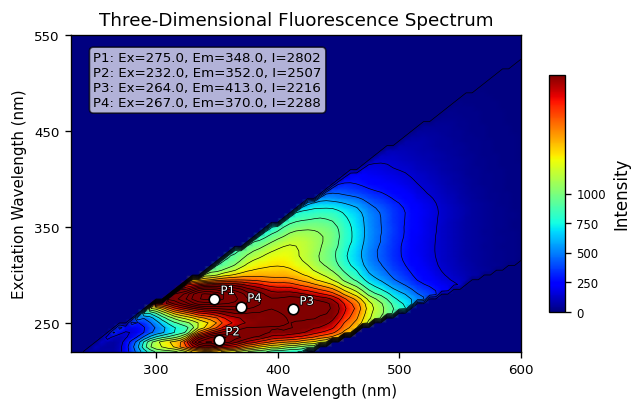 Three-Dimensional Fluorescence Spectrum
550
450
350
250
Excitation Wavelength (nm)
P1: Ex=275.0, Em=348.0, I=2802
P2: Ex=232.0, Em=352.0, I=2507
P3: Ex=264.0, Em=413.0, I=2216
P4: Ex=267.0, Em=370.0, I=2288
P1
P4
P3
P2
300
400
500
600
Emission Wavelength (nm)
1000
750
500
250
0
Intensity